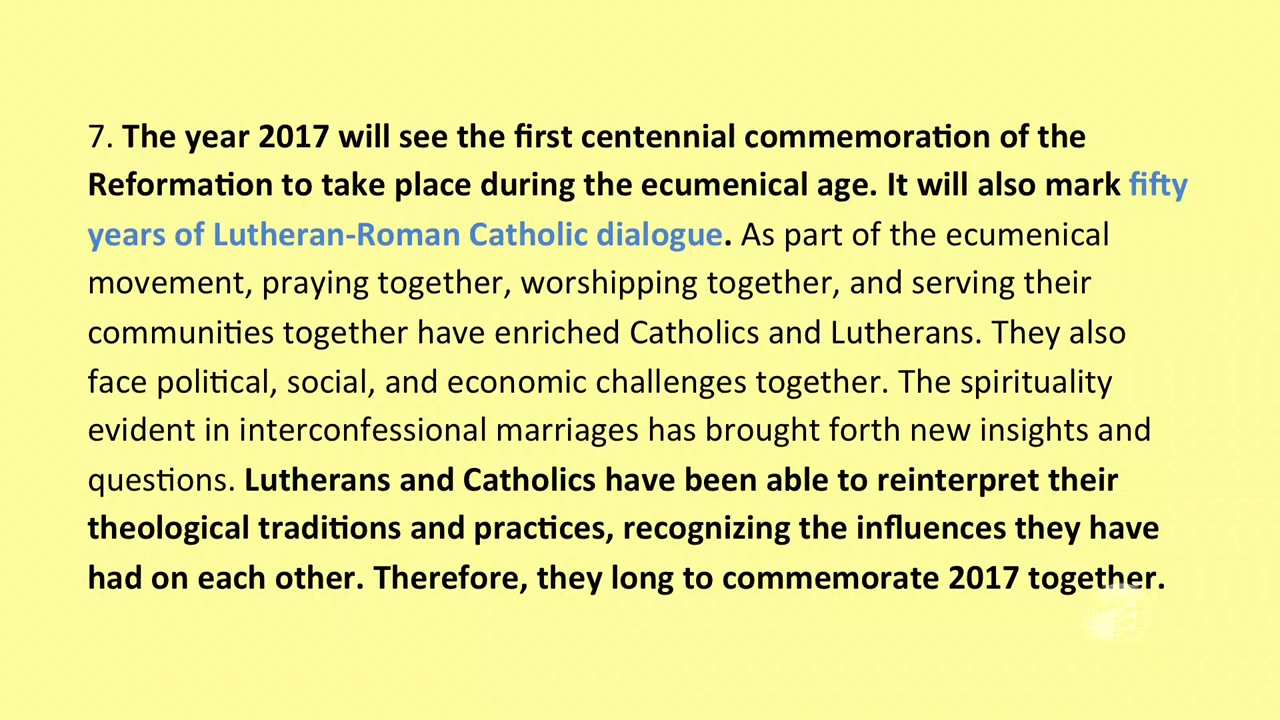 7. The year 2017 will see the first centennial commemoration of the
Reformation to take place during the ecumenical age. It will also mark fifty
years of Lutheran-Roman Catholic dialogue. As part of the ecumenical
movement, praying together, worshipping together, and serving their
communities together have enriched Catholics and Lutherans. They also
face political, social, and economic challenges together. The spirituality
evident in interconfessional marriages has brought forth new insights and
questions. Lutherans and Catholics have been able to reinterpret their
theological traditions and practices, recognizing the influences they have
had on each other. Therefore, they long to commemorate 2017 together.